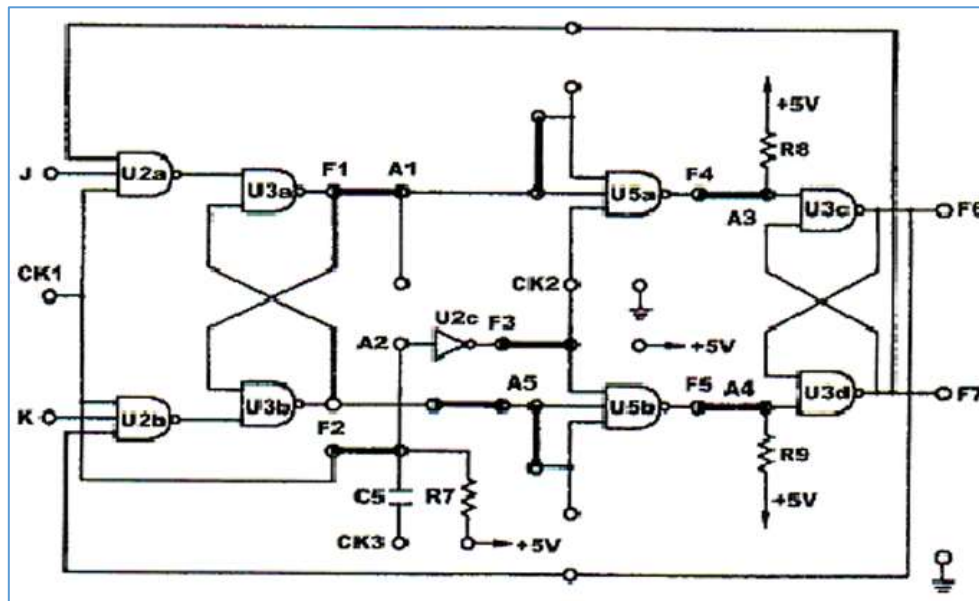 +5V
R8
J
U2a
U3a
F1
A1
U5a
F4
A3
U3c
F6
CK1
CK2
U2c
F3
A2
+5V
A5
F5
A4
K
U2b
U3b
F2
U5b
U3d
F7
C5
R7
R9
CK3
+5V
+5V